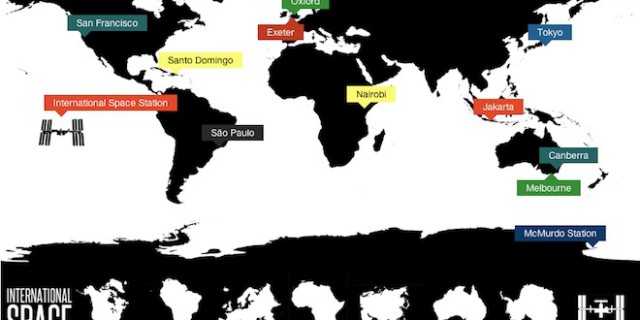 Oxford
San Francisco
Exeter
Tokyo
Santo Domingo
Nairobi
International Space Station
Jakarta
São Paulo
Canberra
Melbourne
McMurdo Station
INTERNATIONAL
SPACE